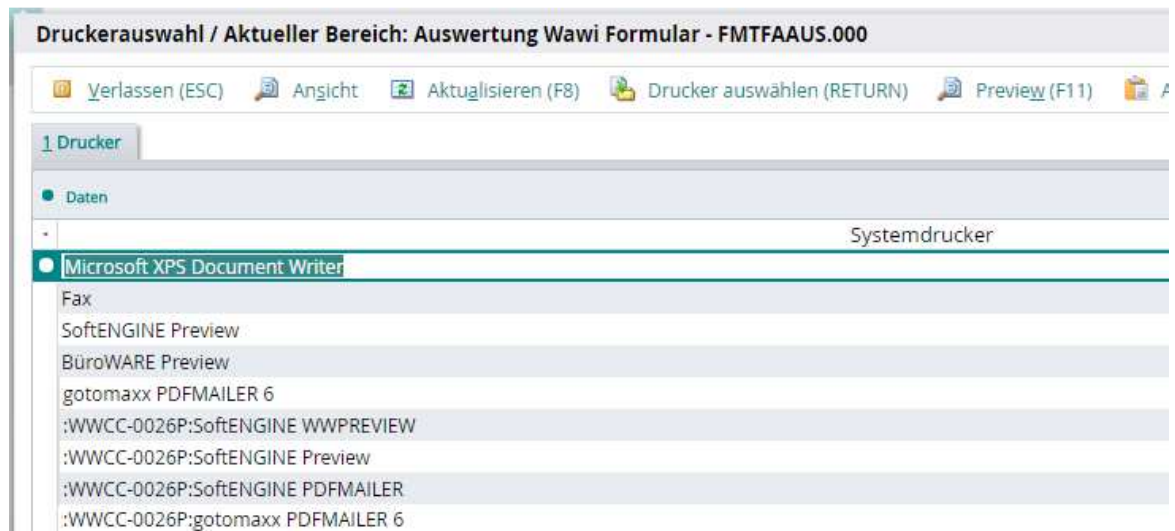 Druckerauswahl / Aktueller Bereich: Auswertung Wawi Formular - FMTFAAUS.000
Verlassen (ESC) Ansicht Aktualisieren (F8) Drucker auswählen (RETURN) Preview (F11) A
1 Drucker
Daten
Systemdrucker
Microsoft XPS Document Writer
Fax
SoftENGINE Preview
BüroWARE Preview
gotomaxx PDFMAILER 6
:WWCC-0026P:SoftENGINE WWPREVIEW
:WWCC-0026P:SoftENGINE Preview
:WWCC-0026P:SoftENGINE PDFMAILER
:WWCC-0026P:gotomaxx PDFMAILER 6